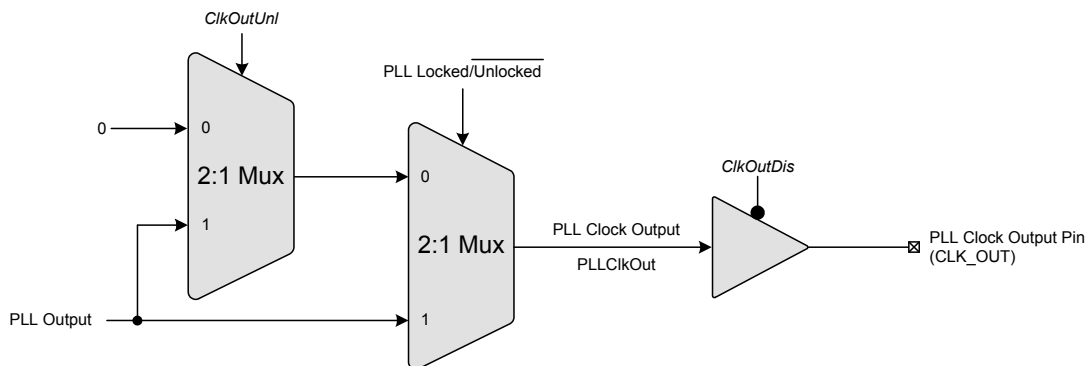 ClkOutUnl
PLL Locked/Unlocked
0
0
2:1 Mux
1
0
2:1 Mux
1
ClkOutDis
PLL Clock Output
PLLClkOut
PLL Clock Output Pin
(CLK_OUT)
PLL Output